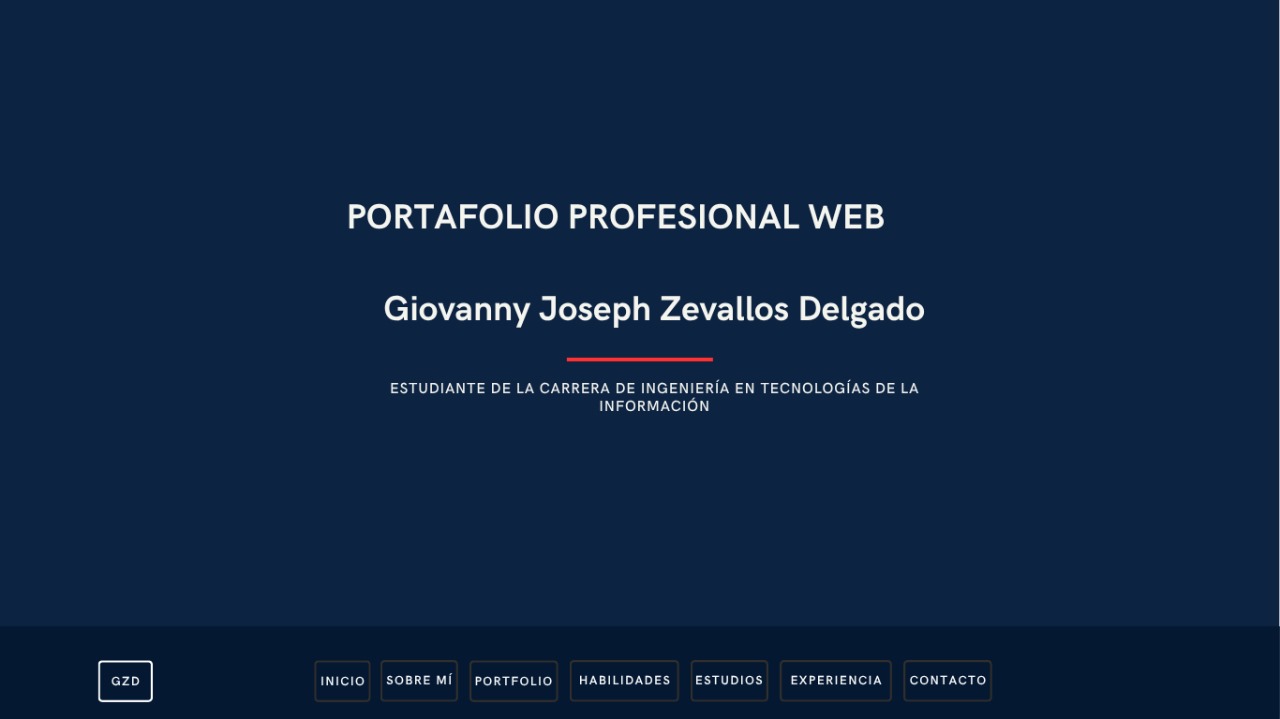 PORTAFOLIO PROFESIONAL WEB
Giovanny Joseph Zevallos Delgado
ESTUDIANTE DE LA CARRERA DE INGENIERÍA EN TECNOLOGÍAS DE LA
INFORMACIÓN
GZD INICIO SOBRE MÍ PORTFOLIO HABILIDADES ESTUDIOS EXPERIENCIA CONTACTO